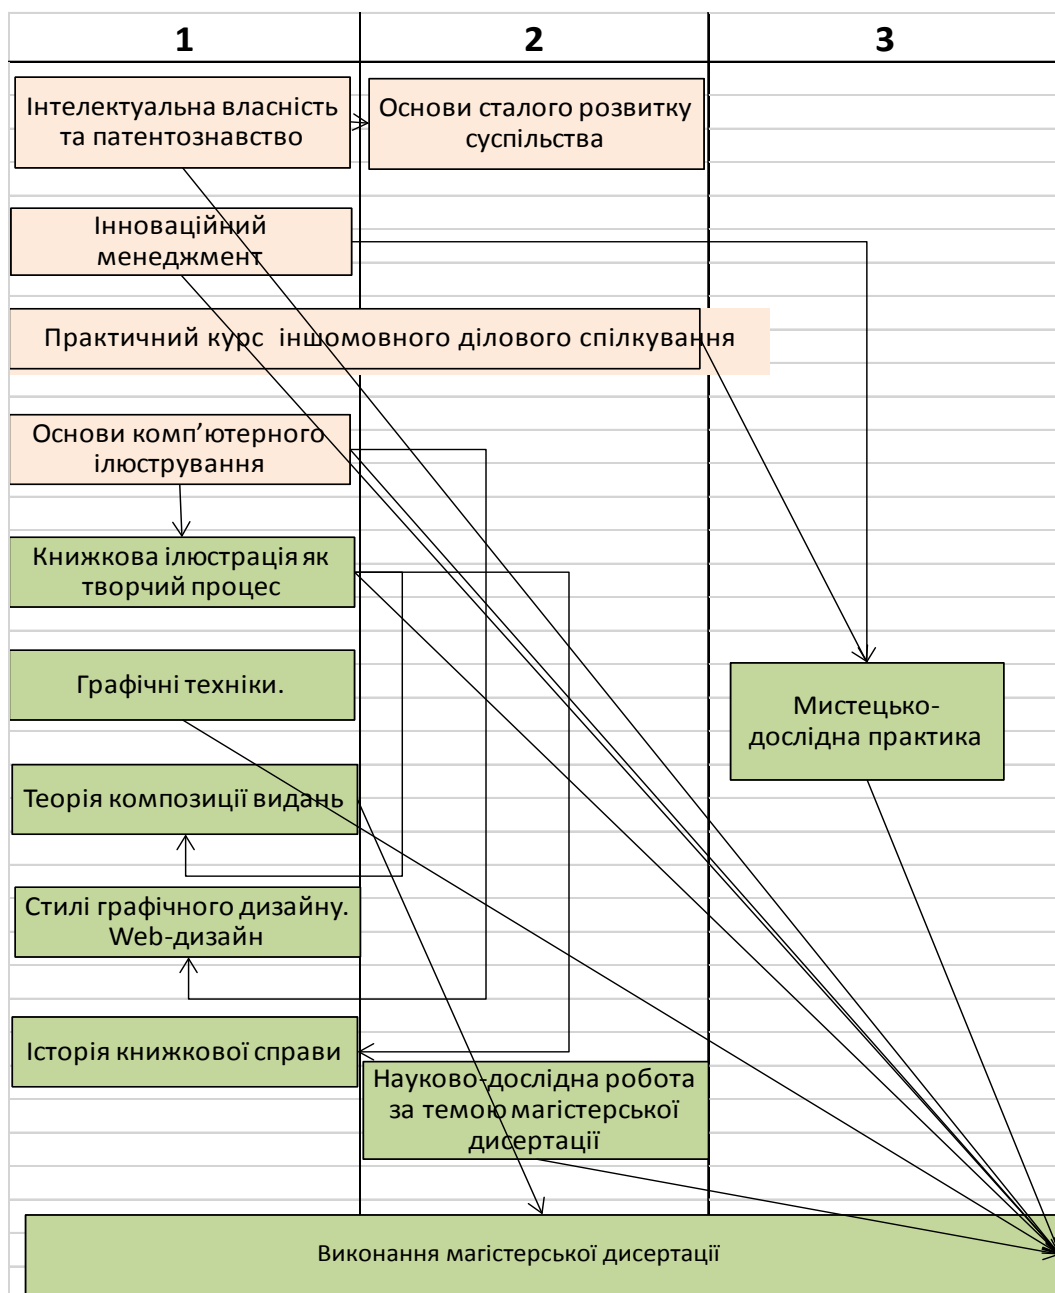 1
2
3
Інтелектуальна власність
та патентознавство
Основи сталого розвитку
суспільства
Інноваційний
менеджмент
Практичний курс іншомовного ділового спілкування
Основи комп’ютерного
ілюстрування
Книжкова ілюстрація як
творчий процес
Графічні техніки.
Мистецько-
дослідна практика
Теорія композиції видань
Стилі графічного дизайну.
Web-дизайн
Історія книжкової справи
Науково-дослідна робота
за темою магістерської
дисертації
Виконання магістерської дисертації